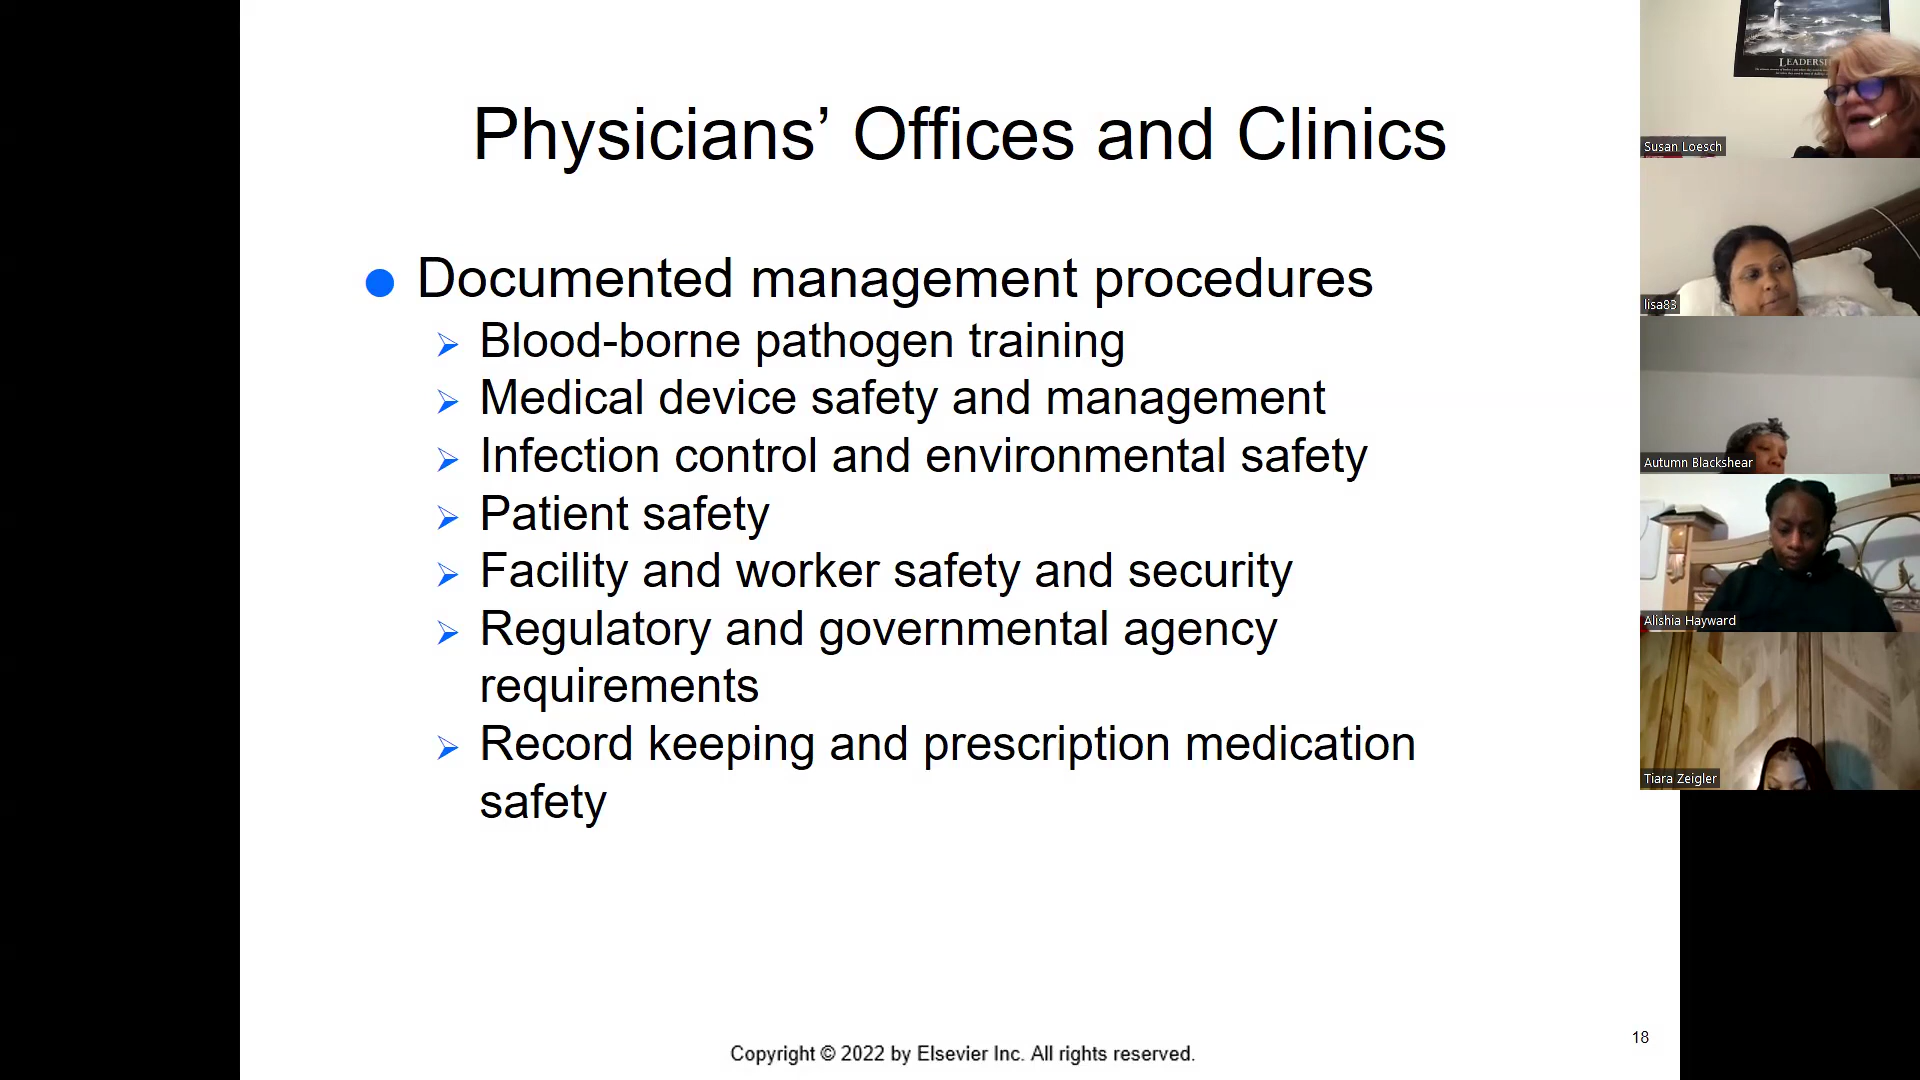 Physicians’ Offices and Clinics
Documented management procedures
Blood-borne pathogen training
Medical device safety and management
Infection control and environmental safety
Patient safety
Facility and worker safety and security
Regulatory and governmental agency
requirements
Record keeping and prescription medication
safety
18
Copyright © 2022 by Elsevier Inc. All rights reserved.
Susan Loesch
lisa83
Autumn Blackshear
Alishia Hayward
Tiara Zeigler